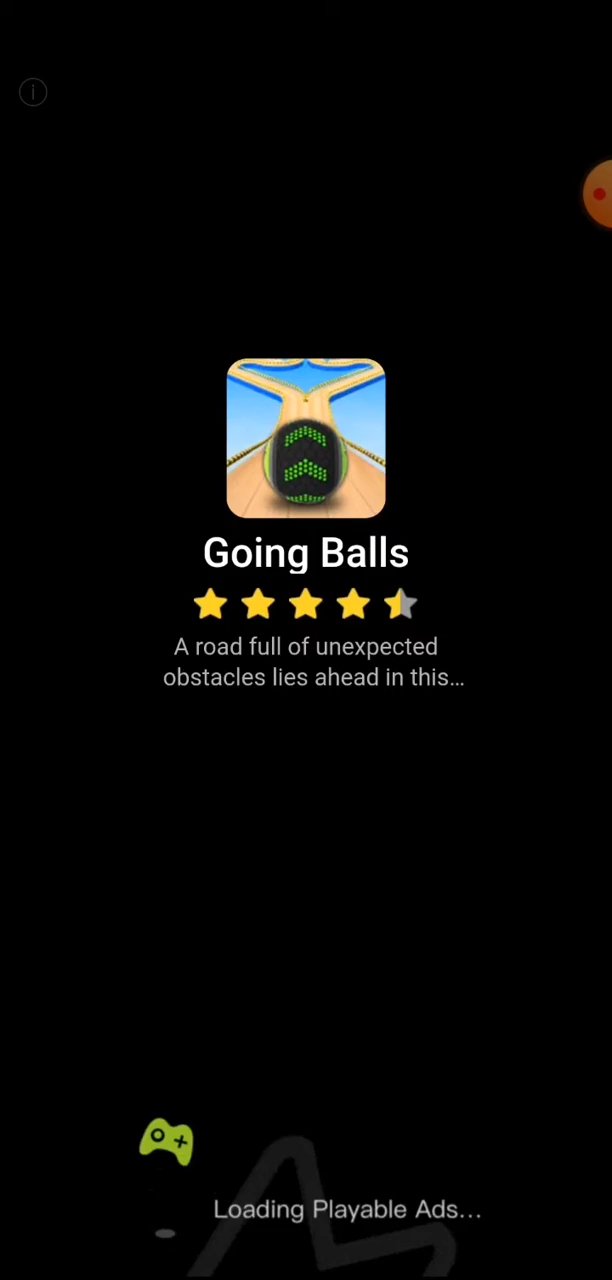 Going Balls
A road full of unexpected
obstacles lies ahead in this...
Loading Playable Ads...